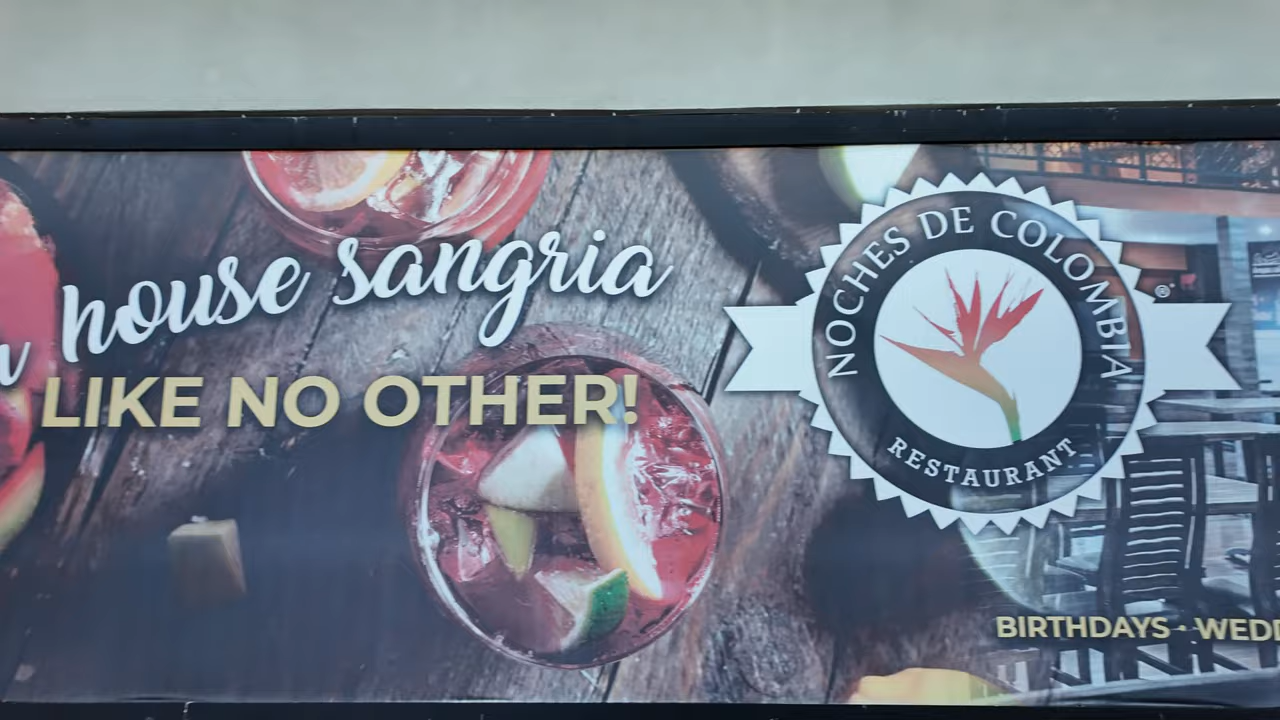 house sangria
LIKE NO OTHER!
NOCHES DE COLOMBIA
®
RESTAURANT
BIRTHDAYS